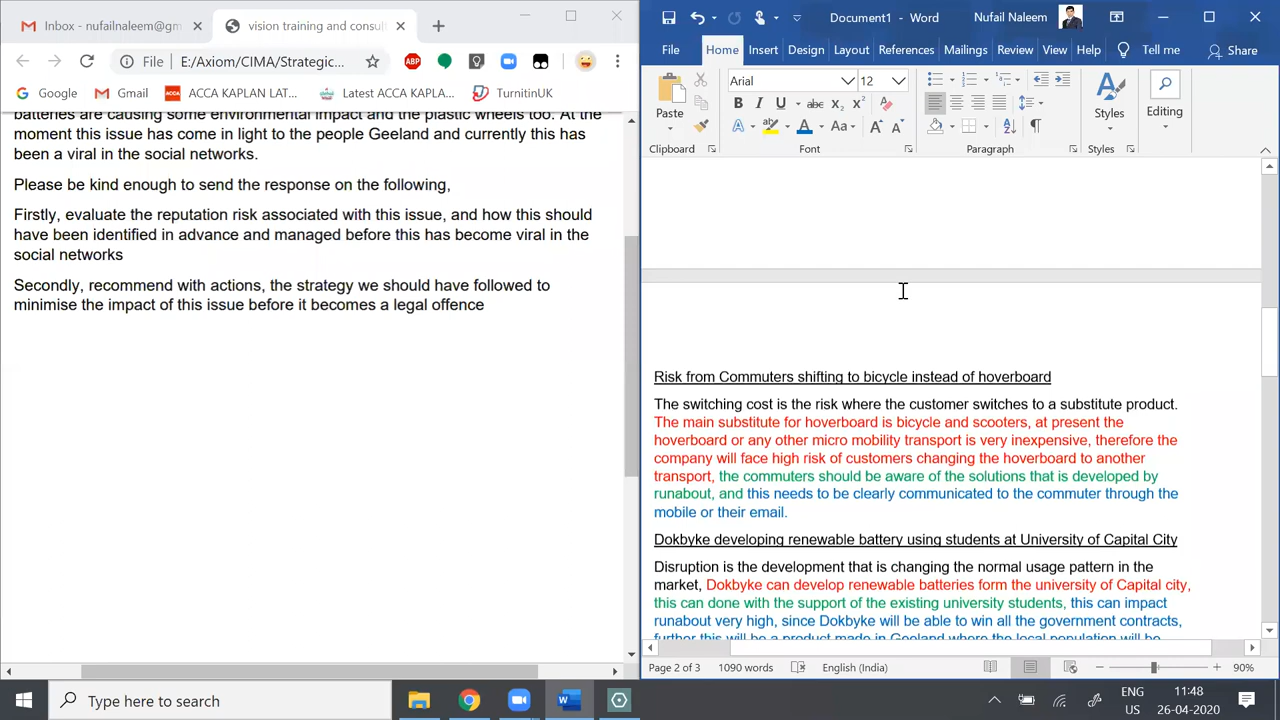 Inbox - nufailnaleem@gm
vision training and consult
File
E:/Axiom/CIMA/Strategic...
ABP
Google
Gmail
ACCA KAPLAN LAT...
Latest ACCA KAPLA...
TurnitinUK
batteries are causing some environmental impact and the plastic wheels too. At the
moment this issue has come in light to the people Geeland and currently this has
been a viral in the social networks.
Please be kind enough to send the response on the following,
Firstly, evaluate the reputation risk associated with this issue, and how this should
have been identified in advance and managed before this has become viral in the
social networks
Secondly, recommend with actions, the strategy we should have followed to
minimise the impact of this issue before it becomes a legal offence
Document1 - Word
Nufail Naleem
File
Home
Insert
Design
Layout
References
Mailings
Review
View
Help
Tell me
Share
Paste
Arial
12
Styles
Editing
Clipboard
Font
Paragraph
Styles
Risk from Commuters shifting to bicycle instead of hoverboard
The switching cost is the risk where the customer switches to a substitute product.
The main substitute for hoverboard is bicycle and scooters, at present the
hoverboard or any other micro mobility transport is very inexpensive, therefore the
company will face high risk of customers changing the hoverboard to another
transport, the commuters should be aware of the solutions that is developed by
runabout, and this needs to be clearly communicated to the commuter through the
mobile or their email.
Dokbyke developing renewable battery using students at University of Capital City
Disruption is the development that is changing the normal usage pattern in the
market, Dokbyke can develop renewable batteries form the university of Capital city,
this can done with the support of the existing university students, this can impact
runabout very high, since Dokbyke will be able to win all the government contracts,
further this will be a product made in Geeland where the local population will be
Page 2 of 3
1090 words
English (India)
90%
Type here to search
ENG
US
11:48
26-04-2020